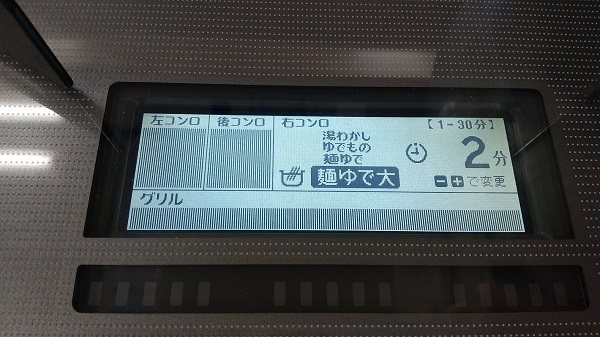 左コンロ
後コンロ
右コンロ
【1-30分】
湯わかし
ゆでもの
麺ゆで
麺ゆで大
2分
-+で変更
グリル